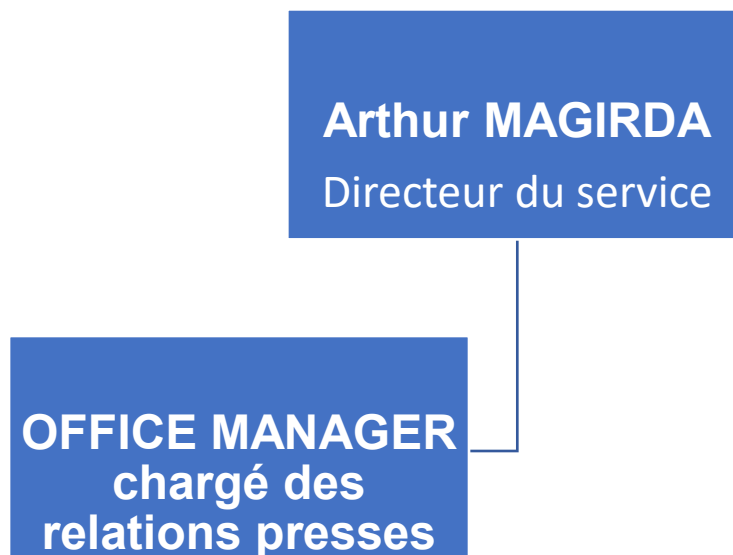 Arthur MAGIRDA
Directeur du service
OFFICE MANAGER
chargé des
relations presses